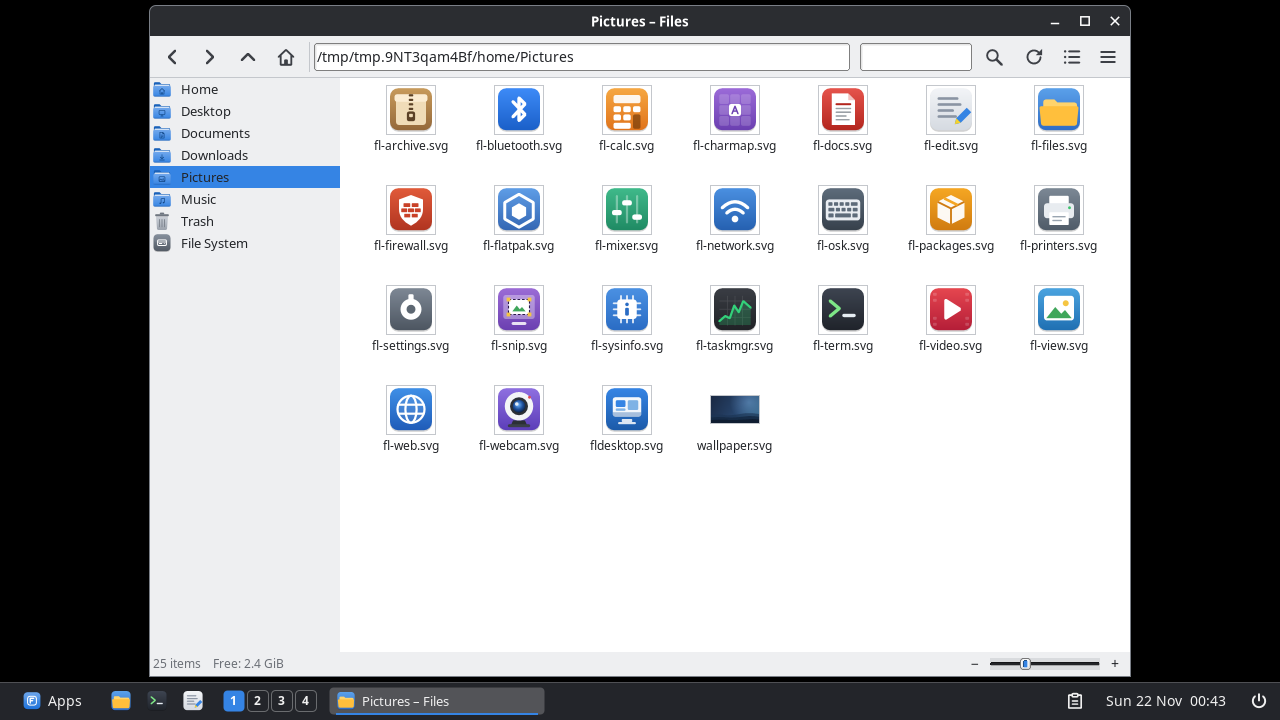 Pictures – Files
/tmp/tmp.9NT3qam4Bf/home/Pictures
Home
Desktop
Documents
Downloads
Pictures
Music
Trash
File System
fl-archive.svg
fl-bluetooth.svg
fl-calc.svg
fl-charmap.svg
fl-docs.svg
fl-edit.svg
fl-files.svg
fl-firewall.svg
fl-flatpak.svg
fl-mixer.svg
fl-network.svg
fl-osk.svg
fl-packages.svg
fl-printers.svg
fl-settings.svg
fl-snip.svg
fl-sysinfo.svg
fl-taskmgr.svg
fl-term.svg
fl-video.svg
fl-view.svg
fl-web.svg
fl-webcam.svg
fldesktop.svg
wallpaper.svg
25 items Free: 2.4 GiB
Apps 1 2 3 4 Pictures – Files Sun 22 Nov 00:43